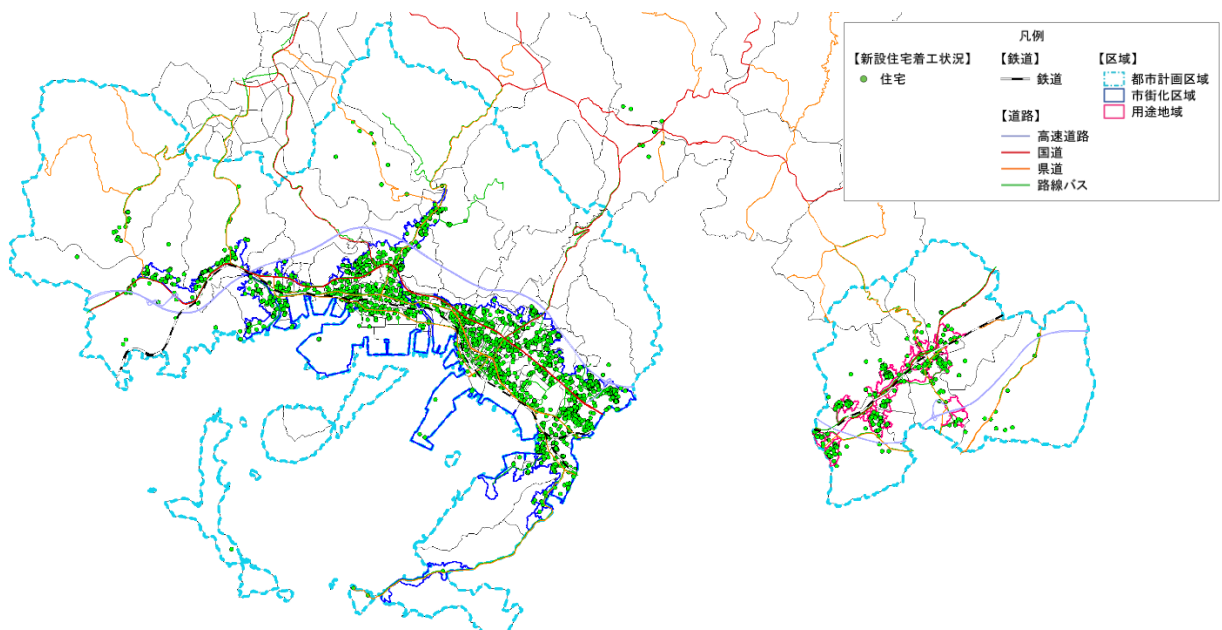 凡例
【新設住宅着工状況】
住宅
【鉄道】
鉄道
【道路】
高速道路
国道
県道
路線バス
【区域】
都市計画区域
市街化区域
用途地域